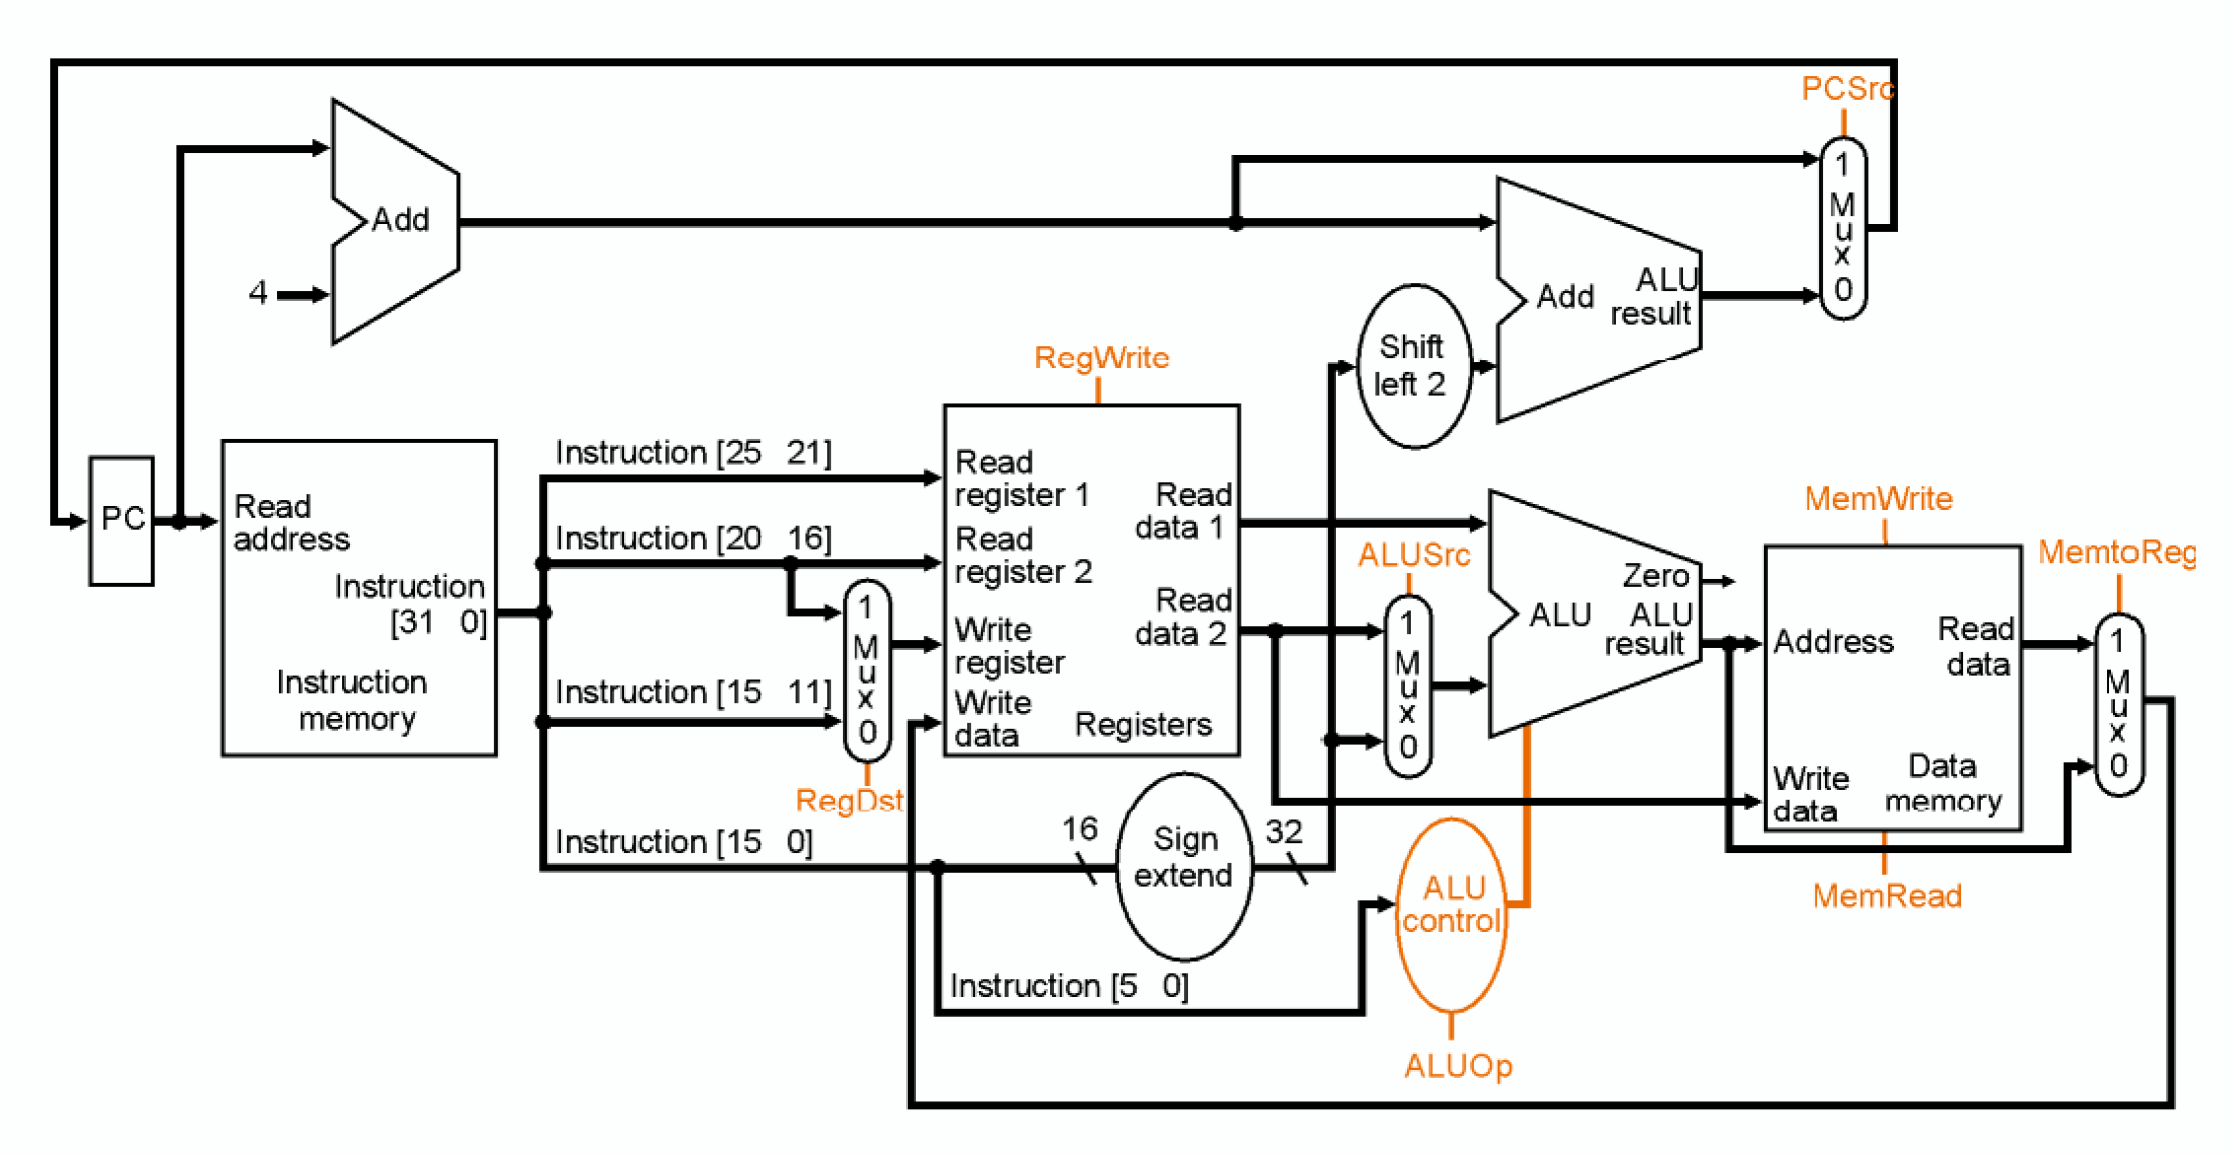 PCSrc
1
M
u
x
0
Add
4
Add
ALU
result
Shift
left 2
RegWrite
PC
Read
address
Instruction
[31 0]
Instruction
memory
Instruction [25 21]
Instruction [20 16]
Instruction [15 11]
Instruction [15 0]
Instruction [5 0]
1
M
u
x
0
RegDst
Read
register 1
Read
register 2
Write
register
Write
data
Read
data 1
Read
data 2
Registers
16
Sign
extend
32
ALUSrc
1
M
u
x
0
ALU
Zero
ALU
result
ALU
control
ALUOp
MemWrite
Address
Read
data
Write
data
Data
memory
MemRead
MemtoReg
1
M
u
x
0